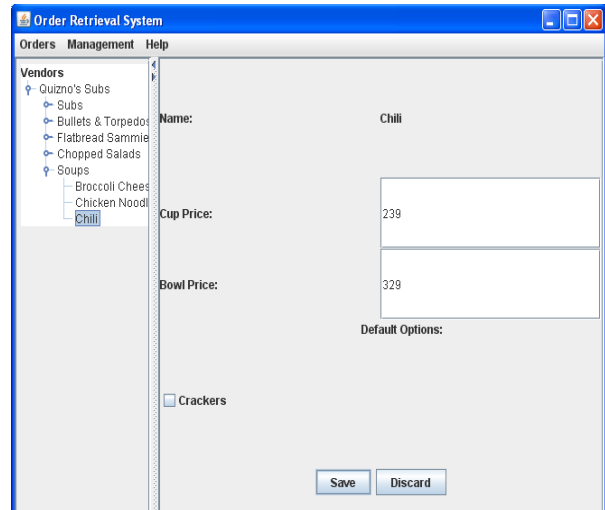 Order Retrieval System
Orders Management Help
Vendors
Quizno's Subs
Subs
Bullets & Torpedos
Flatbread Sammie
Chopped Salads
Soups
Broccoli Chees
Chicken Noodl
Chili
Name: Chili
Cup Price: 239
Bowl Price: 329
Default Options:
Crackers
Save Discard